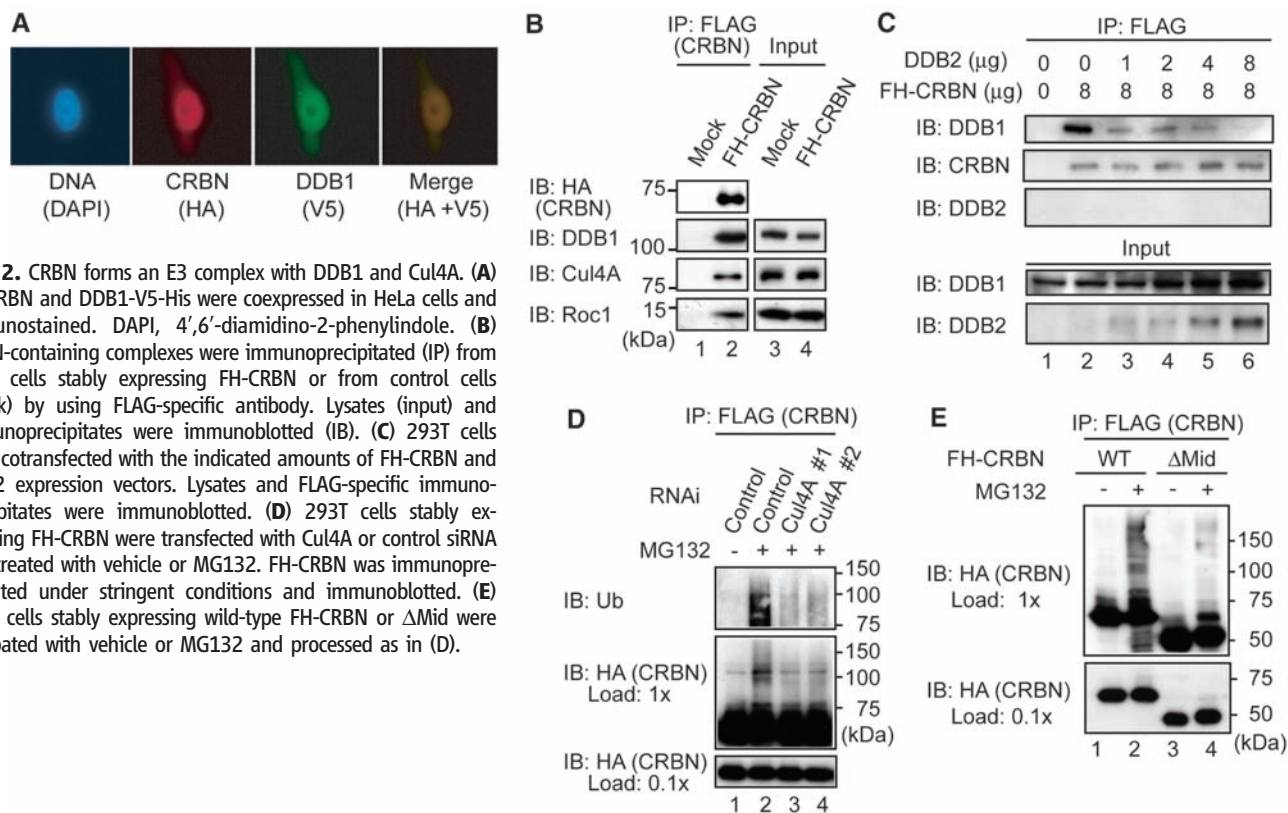 A
DNA (DAPI)
CRBN (HA)
DDB1 (V5)
Merge (HA +V5)
2. CRBN forms an E3 complex with DDB1 and Cul4A. (A)
RBN and DDB1-V5-His were coexpressed in HeLa cells and
unostained. DAPI, 4′,6′-diamidino-2-phenylindole. (B)
N-containing complexes were immunoprecipitated (IP) from
cells stably expressing FH-CRBN or from control cells
k) by using FLAG-specific antibody. Lysates (input) and
unoprecipitates were immunoblotted (IB). (C) 293T cells
cotransfected with the indicated amounts of FH-CRBN and
2 expression vectors. Lysates and FLAG-specific immuno-
pitates were immunoblotted. (D) 293T cells stably ex-
ing FH-CRBN were transfected with Cul4A or control siRNA
treated with vehicle or MG132. FH-CRBN was immunopre-
ted under stringent conditions and immunoblotted. (E)
cells stably expressing wild-type FH-CRBN or ΔMid were
pated with vehicle or MG132 and processed as in (D).
B
IP: FLAG (CRBN) Input
Mock FH-CRBN Mock FH-CRBN
IB: HA (CRBN) 75
IB: DDB1 100
IB: Cul4A 75
IB: Roc1 15
(kDa) 1 2 3 4
C
IP: FLAG
DDB2 (µg) 0 0 1 2 4 8
FH-CRBN (µg) 0 8 8 8 8 8
IB: DDB1
IB: CRBN
IB: DDB2
Input
IB: DDB1
IB: DDB2
1 2 3 4 5 6
D
IP: FLAG (CRBN)
RNAi Control Control Cul4A #1 Cul4A #2
MG132 - + + +
IB: Ub 150 100 75
IB: HA (CRBN) Load: 1x 150 100 75
(kDa)
IB: HA (CRBN) Load: 0.1x
1 2 3 4
E
IP: FLAG (CRBN)
FH-CRBN WT ΔMid
MG132 - + - +
IB: HA (CRBN) Load: 1x 150 100 75 50
IB: HA (CRBN) Load: 0.1x 75 50
1 2 3 4 (kDa)